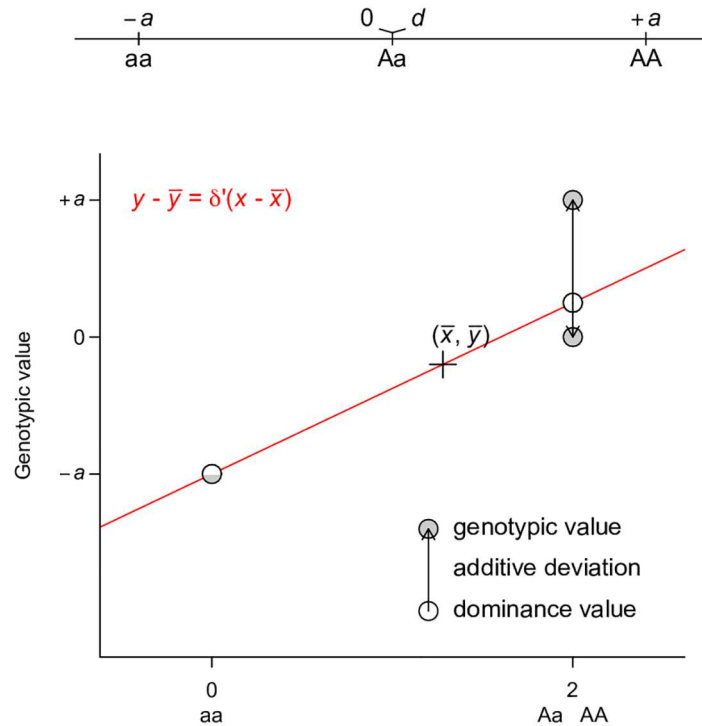 −a 0 d +a
aa Aa AA
y - ȳ = δ'(x - x̄)
+a
(x̄, ȳ)
0
−a
Genotypic value
genotypic value
additive deviation
dominance value
0 2
aa Aa AA